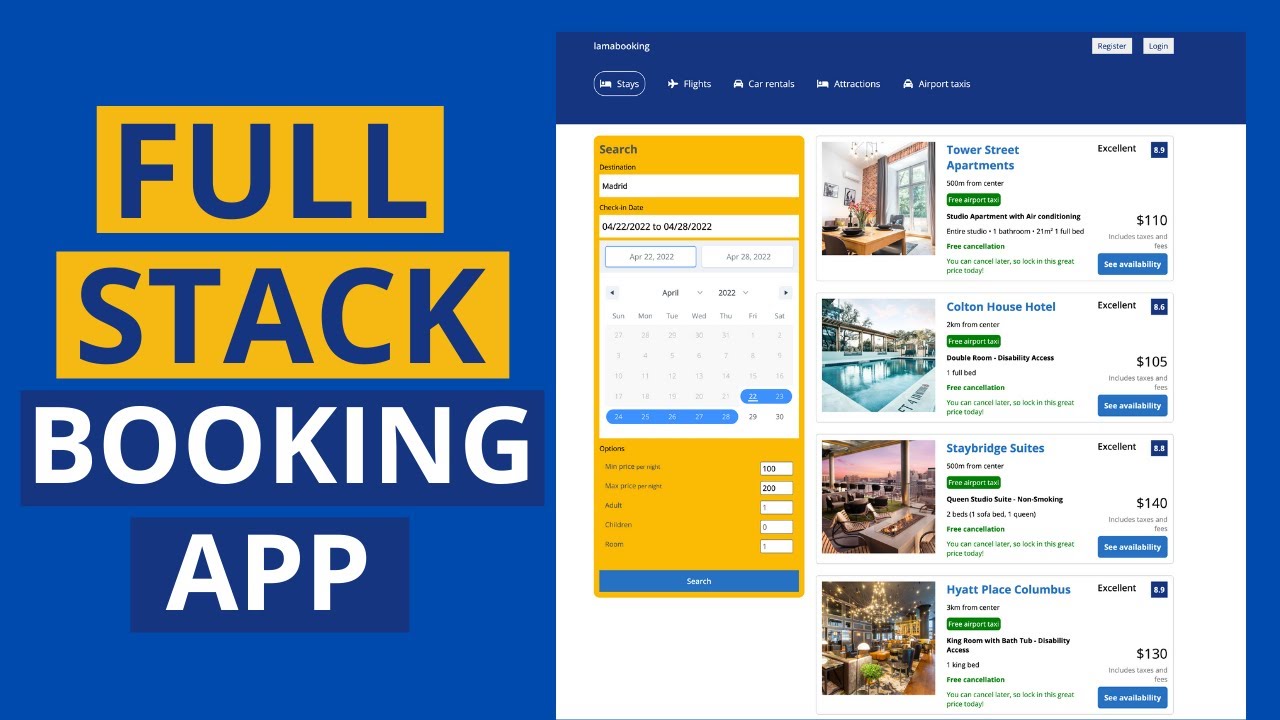 FULL
STACK
BOOKING
APP
lamabooking
Register
Login
Stays
Flights
Car rentals
Attractions
Airport taxis
Search
Destination
Madrid
Check-in Date
04/22/2022 to 04/28/2022
Apr 22, 2022
Apr 28, 2022
April
2022
Sun Mon Tue Wed Thu Fri Sat
27 28 29 30 31 1 2
3 4 5 6 7 8 9
10 11 12 13 14 15 16
17 18 19 20 21 22 23
24 25 26 27 28 29 30
Options
Min price per night 100
Max price per night 200
Adult 1
Children 0
Room 1
Search
Tower Street
Apartments
500m from center
Free airport taxi
Studio Apartment with Air conditioning
Entire studio • 1 bathroom • 21m² 1 full bed
Free cancellation
You can cancel later, so lock in this great
price today!
Excellent 8.9
$110
Includes taxes and
fees
See availability
Colton House Hotel
2km from center
Free airport taxi
Double Room - Disability Access
1 full bed
Free cancellation
You can cancel later, so lock in this great
price today!
Excellent 8.6
$105
Includes taxes and
fees
See availability
Staybridge Suites
500m from center
Free airport taxi
Queen Studio Suite - Non-Smoking
2 beds (1 sofa bed, 1 queen)
Free cancellation
You can cancel later, so lock in this great
price today!
Excellent 8.8
$140
Includes taxes and
fees
See availability
Hyatt Place Columbus
3km from center
Free airport taxi
King Room with Bath Tub - Disability
Access
1 king bed
Free cancellation
You can cancel later, so lock in this great
price today!
Excellent 8.9
$130
Includes taxes and
fees
See availability